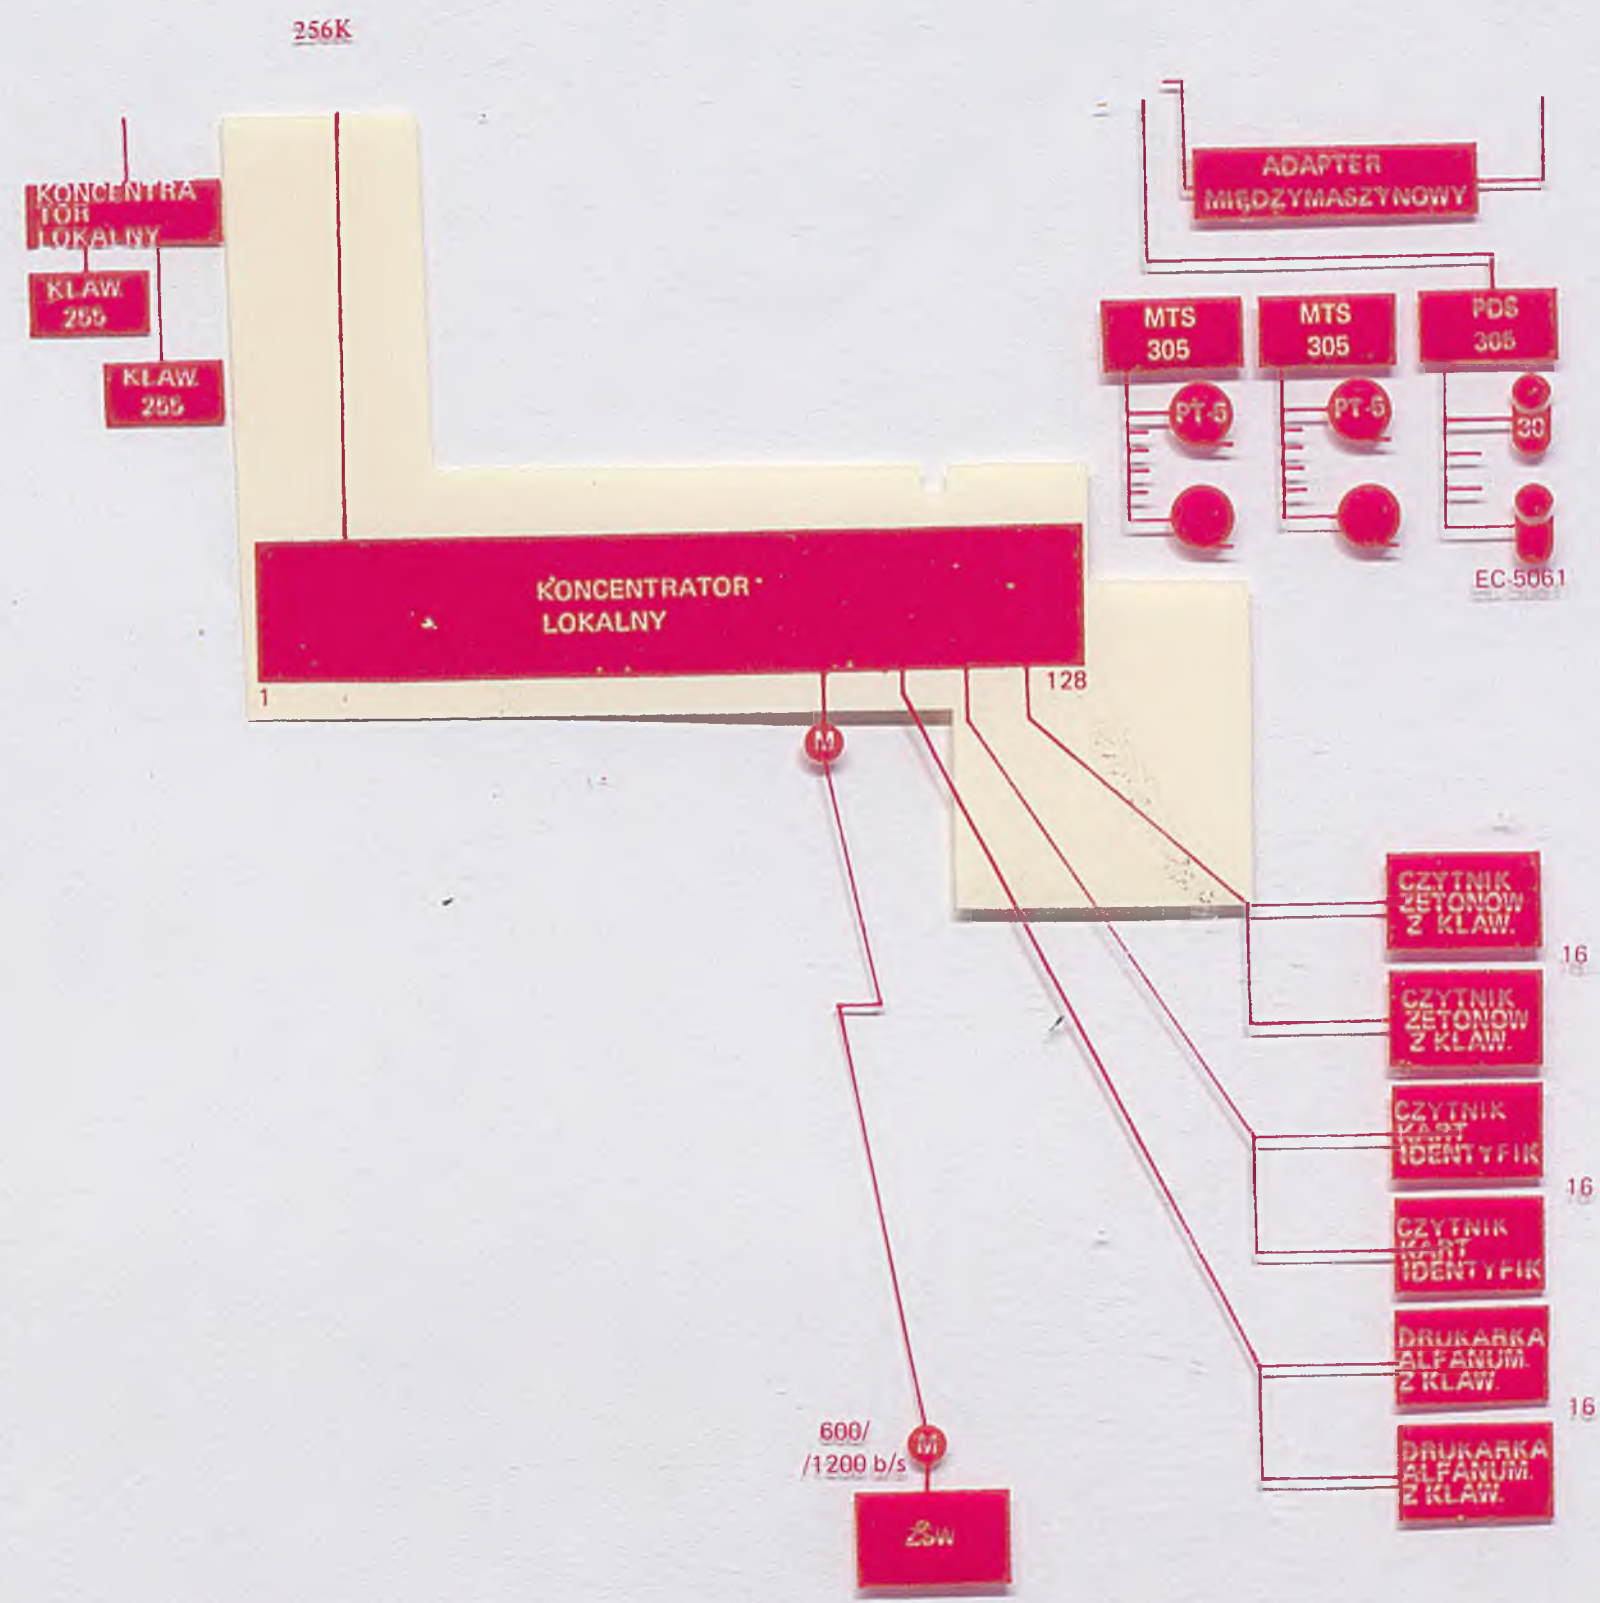 256K
KONCENTRA
TOR
LOKALNY
KLAW.
255
KLAW.
255
ADAPTER
MIĘDZYMASZYNOWY
MTS
305
MTS
305
PDS
305
PT-5
PT-5
30
EC-5061
KONCENTRATOR
LOKALNY
1
128
M
CZYTNIK
ŻETONÓW
Z KLAW.
16
CZYTNIK
ŻETONÓW
Z KLAW.
CZYTNIK
KART
IDENTYFIK
16
CZYTNIK
KART
IDENTYFIK
DRUKARKA
ALFANUM.
Z KLAW.
16
DRUKARKA
ALFANUM.
Z KLAW.
600/
/1200 b/s
M